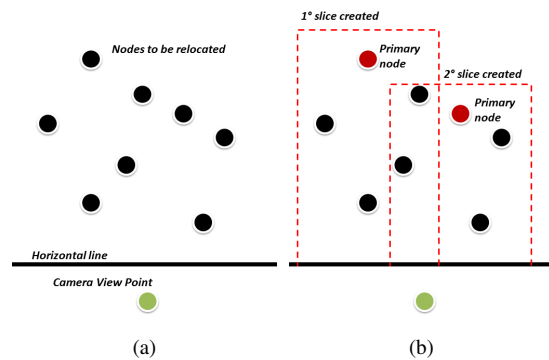 1° slice created
Nodes to be relocated
Primary
node
2° slice created
Primary
node
Horizontal line
Camera View Point
(a)
(b)